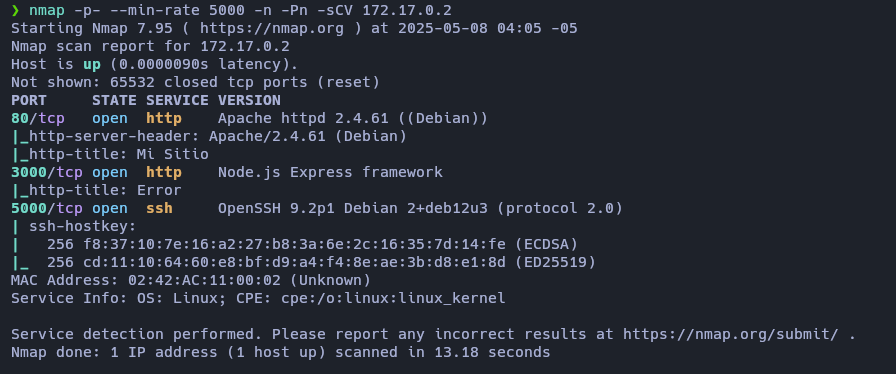 ❯ nmap -p- --min-rate 5000 -n -Pn -sCV 172.17.0.2
Starting Nmap 7.95 ( https://nmap.org ) at 2025-05-08 04:05 -05
Nmap scan report for 172.17.0.2
Host is up (0.0000090s latency).
Not shown: 65532 closed tcp ports (reset)
PORT     STATE SERVICE VERSION
80/tcp   open  http    Apache httpd 2.4.61 ((Debian))
|_http-server-header: Apache/2.4.61 (Debian)
|_http-title: Mi Sitio
3000/tcp open  http    Node.js Express framework
|_http-title: Error
5000/tcp open  ssh     OpenSSH 9.2p1 Debian 2+deb12u3 (protocol 2.0)
| ssh-hostkey:
|   256 f8:37:10:7e:16:a2:27:b8:3a:6e:2c:16:35:7d:14:fe (ECDSA)
|_  256 cd:11:10:64:60:e8:bf:d9:a4:f4:8e:ae:3b:d8:e1:8d (ED25519)
MAC Address: 02:42:AC:11:00:02 (Unknown)
Service Info: OS: Linux; CPE: cpe:/o:linux:linux_kernel
Service detection performed. Please report any incorrect results at https://nmap.org/submit/ .
Nmap done: 1 IP address (1 host up) scanned in 13.18 seconds